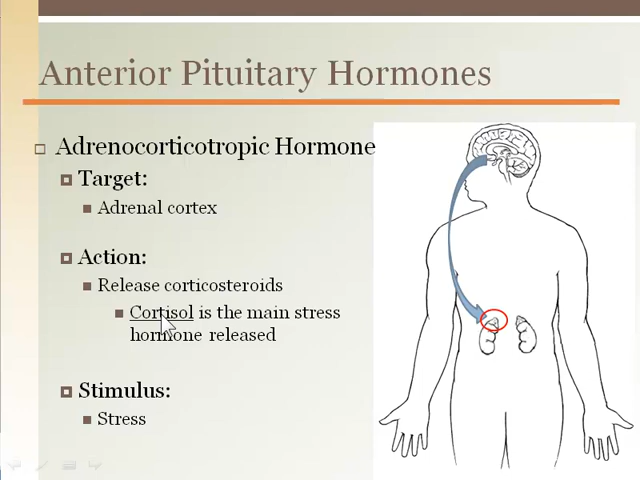 Anterior Pituitary Hormones
Adrenocorticotropic Hormone
Target:
Adrenal cortex
Action:
Release corticosteroids
Cortisol is the main stress
hormone released
Stimulus:
Stress